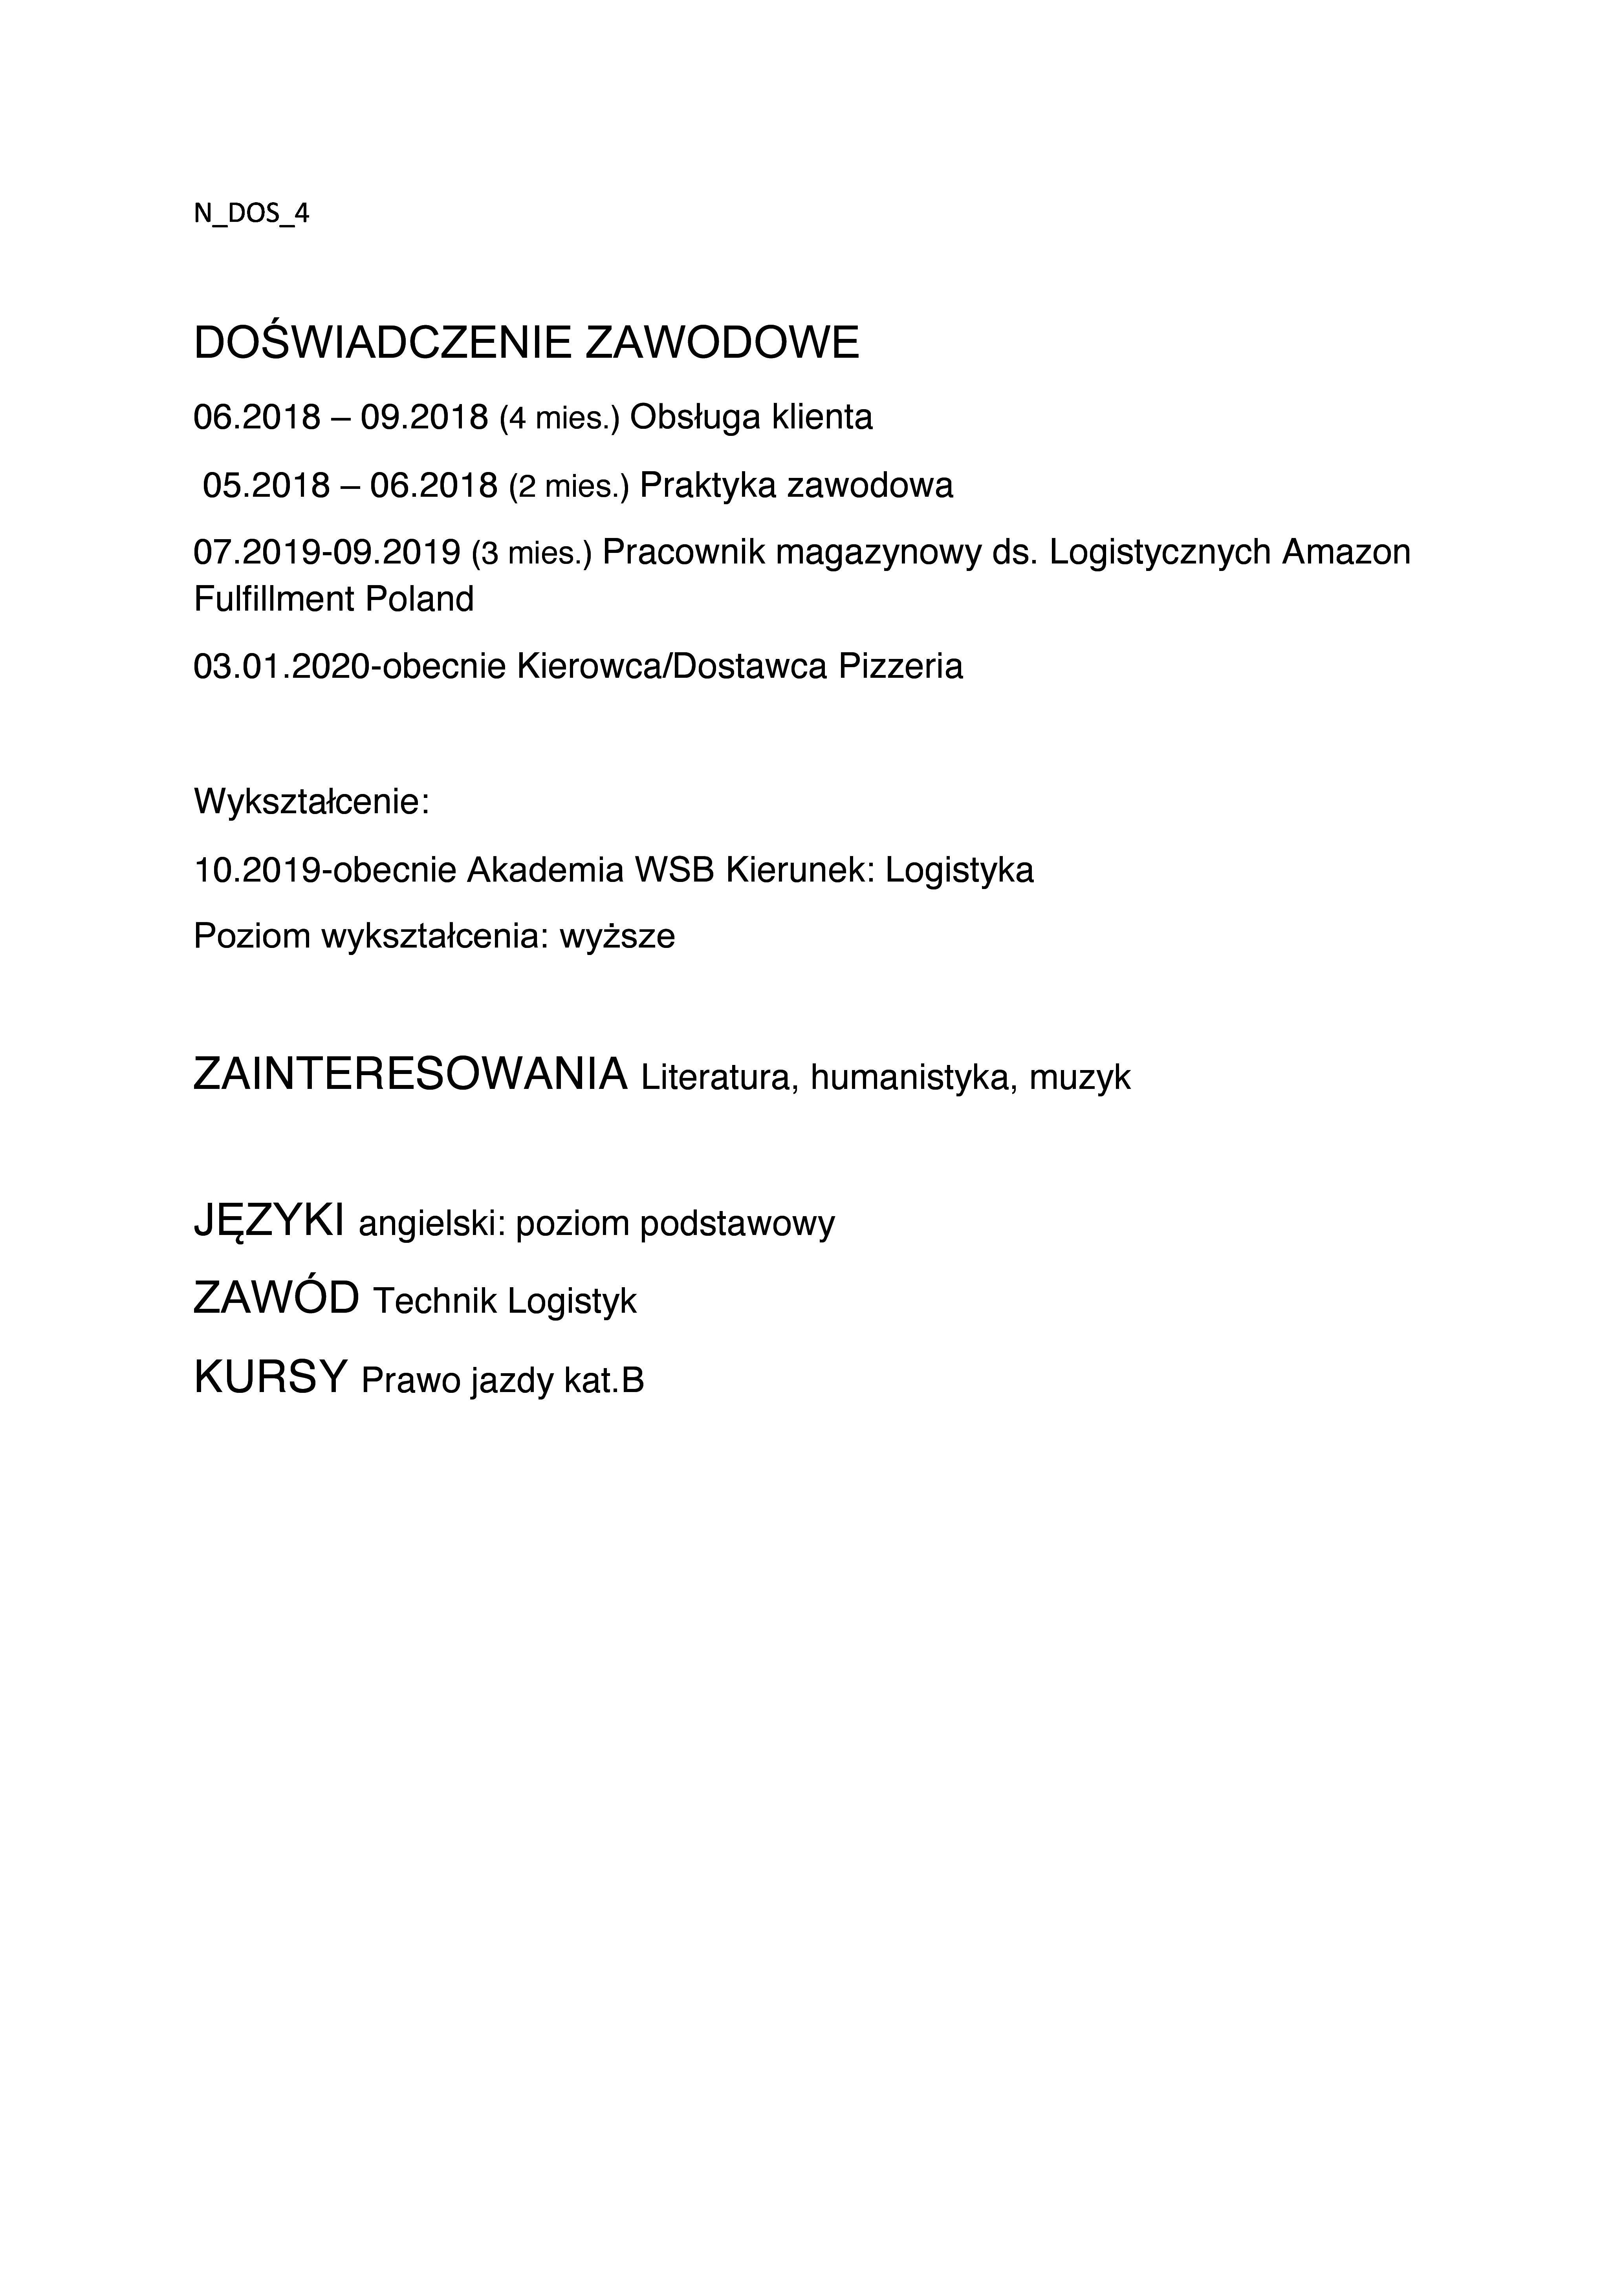 N_DOS_4
DOŚWIADCZENIE ZAWODOWE
06.2018 – 09.2018 (4 mies.) Obsługa klienta
05.2018 – 06.2018 (2 mies.) Praktyka zawodowa
07.2019-09.2019 (3 mies.) Pracownik magazynowy ds. Logistycznych Amazon
Fulfillment Poland
03.01.2020-obecnie Kierowca/Dostawca Pizzeria
Wykształcenie:
10.2019-obecnie Akademia WSB Kierunek: Logistyka
Poziom wykształcenia: wyższe
ZAINTERESOWANIA Literatura, humanistyka, muzyk
JĘZYKI angielski: poziom podstawowy
ZAWÓD Technik Logistyk
KURSY Prawo jazdy kat.B